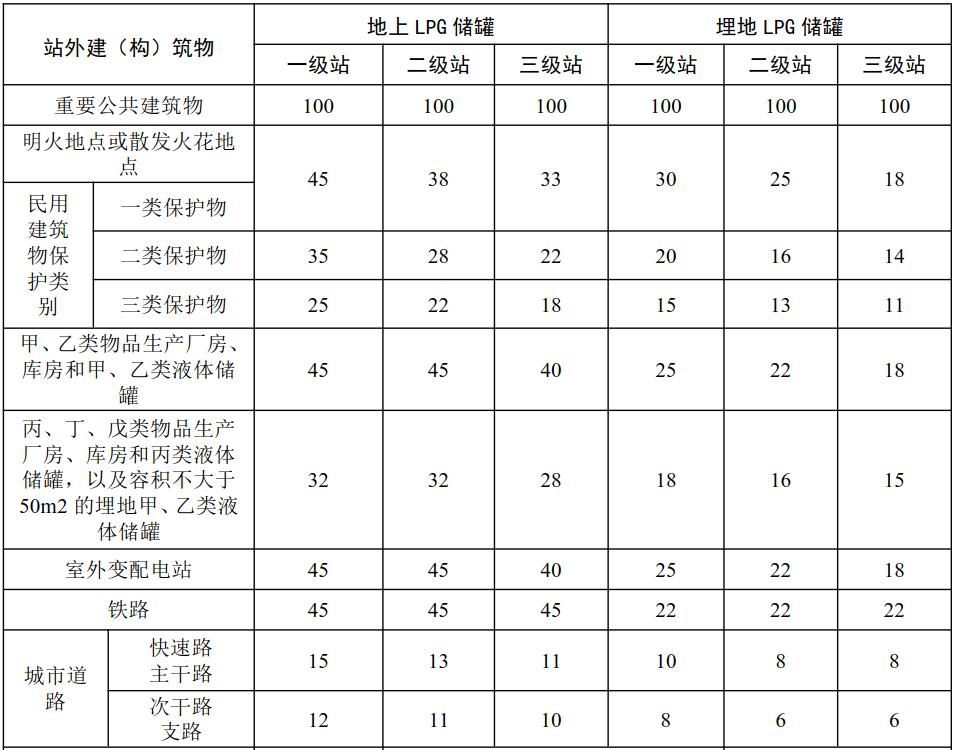 站外建（构）筑物
地上 LPG 储罐
埋地 LPG 储罐
一级站 二级站 三级站 一级站 二级站 三级站
重要公共建筑物 100 100 100 100 100 100
明火地点或散发火花地
点
45 38 33 30 25 18
民用
建筑
物保
护类
别
一类保护物
二类保护物 35 28 22 20 16 14
三类保护物 25 22 18 15 13 11
甲、乙类物品生产厂房、
库房和甲、乙类液体储
罐
45 45 40 25 22 18
丙、丁、戊类物品生产
厂房、库房和丙类液体
储罐，以及容积不大于
50m2 的埋地甲、乙类液
体储罐
32 32 28 18 16 15
室外变配电站 45 45 40 25 22 18
铁路 45 45 45 22 22 22
城市道
路
快速路
主干路
15 13 11 10 8 8
次干路
支路
12 11 10 8 6 6